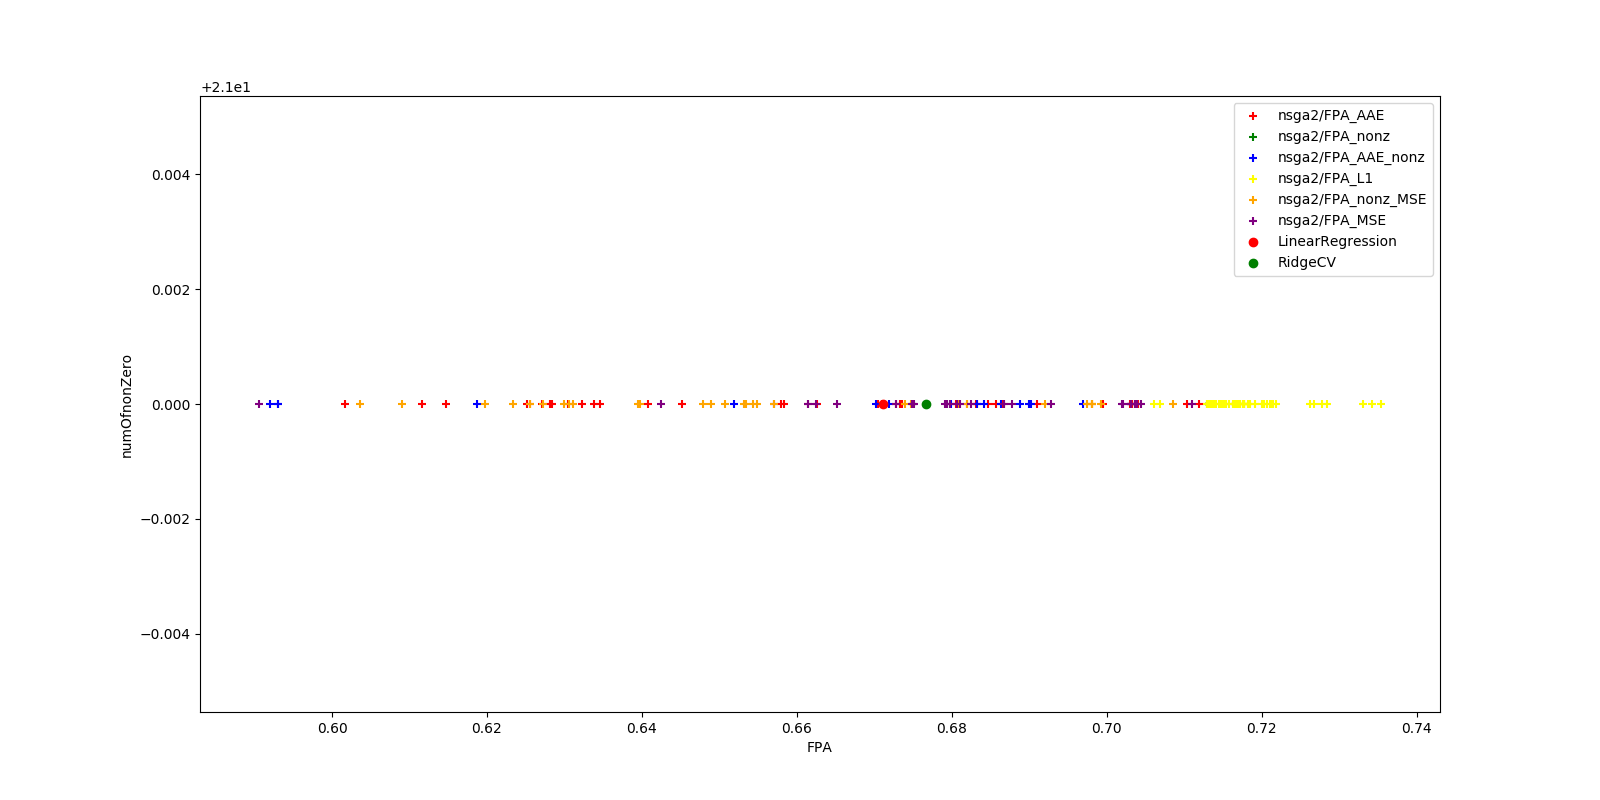 +2.1e1
nsga2/FPA_AAE
nsga2/FPA_nonz
nsga2/FPA_AAE_nonz
nsga2/FPA_L1
nsga2/FPA_nonz_MSE
nsga2/FPA_MSE
LinearRegression
RidgeCV
0.004
0.002
0.000
−0.002
−0.004
numOfnonZero
0.60 0.62 0.64 0.66 0.68 0.70 0.72 0.74
FPA